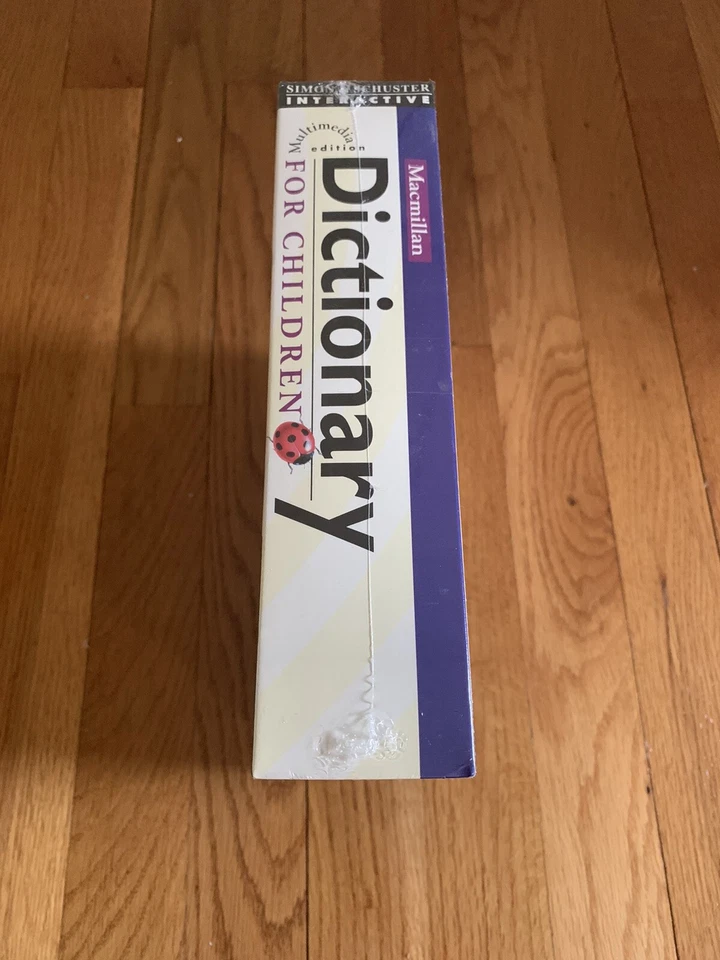 SIMON & SCHUSTER
INTERACTIVE
Macmillan
Multimedia
edition
Dictionary
FOR CHILDREN